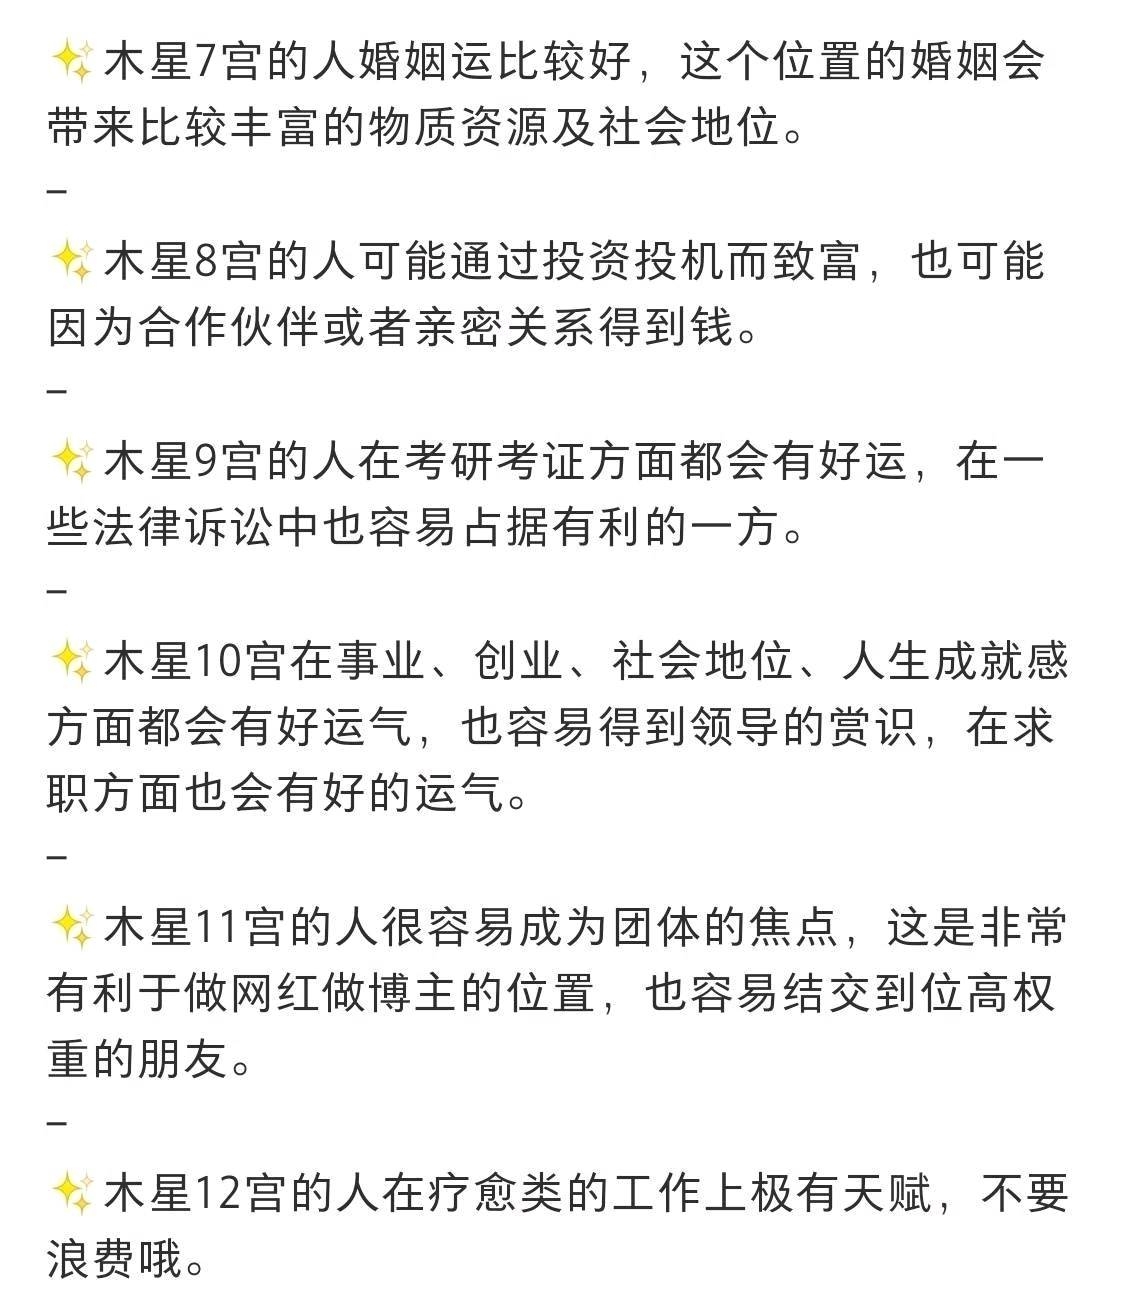 ✨木星7宫的人婚姻运比较好，这个位置的婚姻会
带来比较丰富的物质资源及社会地位。
–
✨木星8宫的人可能通过投资投机而致富，也可能
因为合作伙伴或者亲密关系得到钱。
–
✨木星9宫的人在考研考证方面都会有好运，在一
些法律诉讼中也容易占据有利的一方。
–
✨木星10宫在事业、创业、社会地位、人生成就感
方面都会有好运气，也容易得到领导的赏识，在求
职方面也会有好的运气。
–
✨木星11宫的人很容易成为团体的焦点，这是非常
有利于做网红做博主的位置，也容易结交到位高权
重的朋友。
–
✨木星12宫的人在疗愈类的工作上极有天赋，不要
浪费哦。